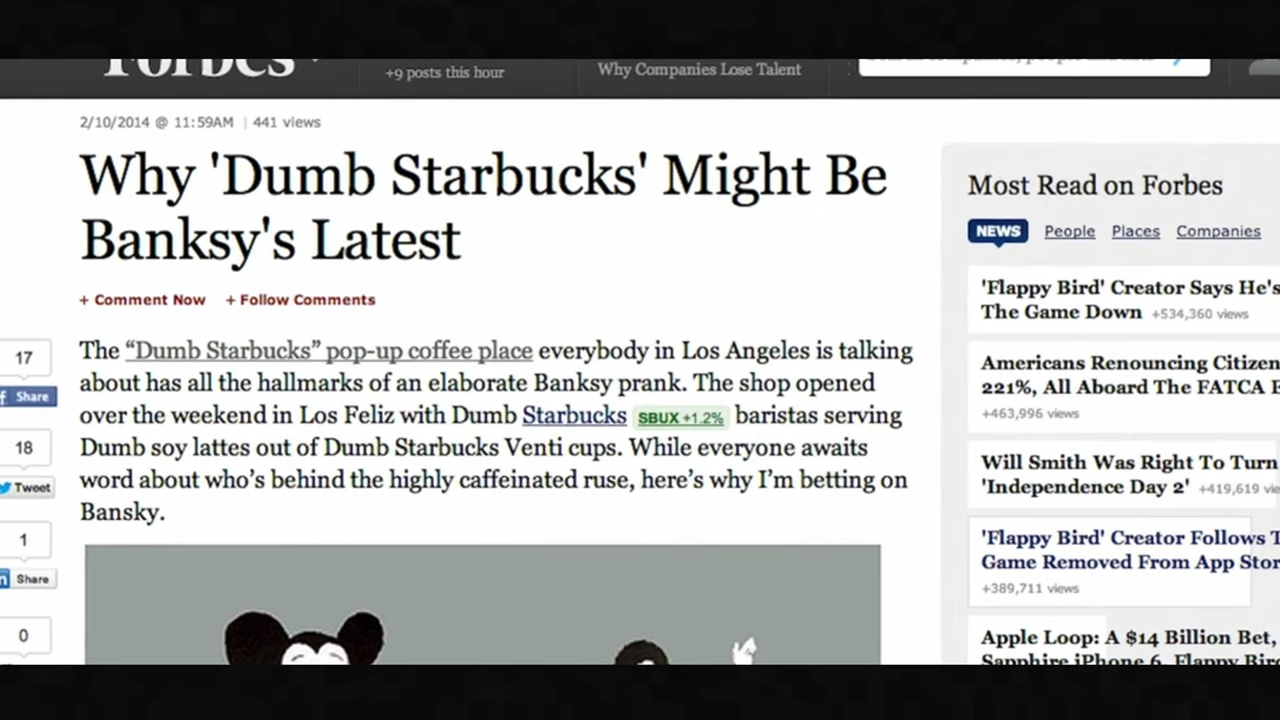 Forbes
+9 posts this hour
Why Companies Lose Talent
2/10/2014 @ 11:59AM | 441 views
Why 'Dumb Starbucks' Might Be
Banksy's Latest
+ Comment Now + Follow Comments
The “Dumb Starbucks” pop-up coffee place everybody in Los Angeles is talking
about has all the hallmarks of an elaborate Banksy prank. The shop opened
over the weekend in Los Feliz with Dumb Starbucks SBUX +1.2% baristas serving
Dumb soy lattes out of Dumb Starbucks Venti cups. While everyone awaits
word about who’s behind the highly caffeinated ruse, here’s why I’m betting on
Bansky.
17
f Share
18
Tweet
1
in Share
0
Most Read on Forbes
NEWS People Places Companies
'Flappy Bird' Creator Says He's
The Game Down +534,360 views
Americans Renouncing Citizen
221%, All Aboard The FATCA E
+463,996 views
Will Smith Was Right To Turn
'Independence Day 2' +419,619 vie
'Flappy Bird' Creator Follows T
Game Removed From App Stor
+389,711 views
Apple Loop: A $14 Billion Bet,
Sapphire iPhone 6, Flappy Bir